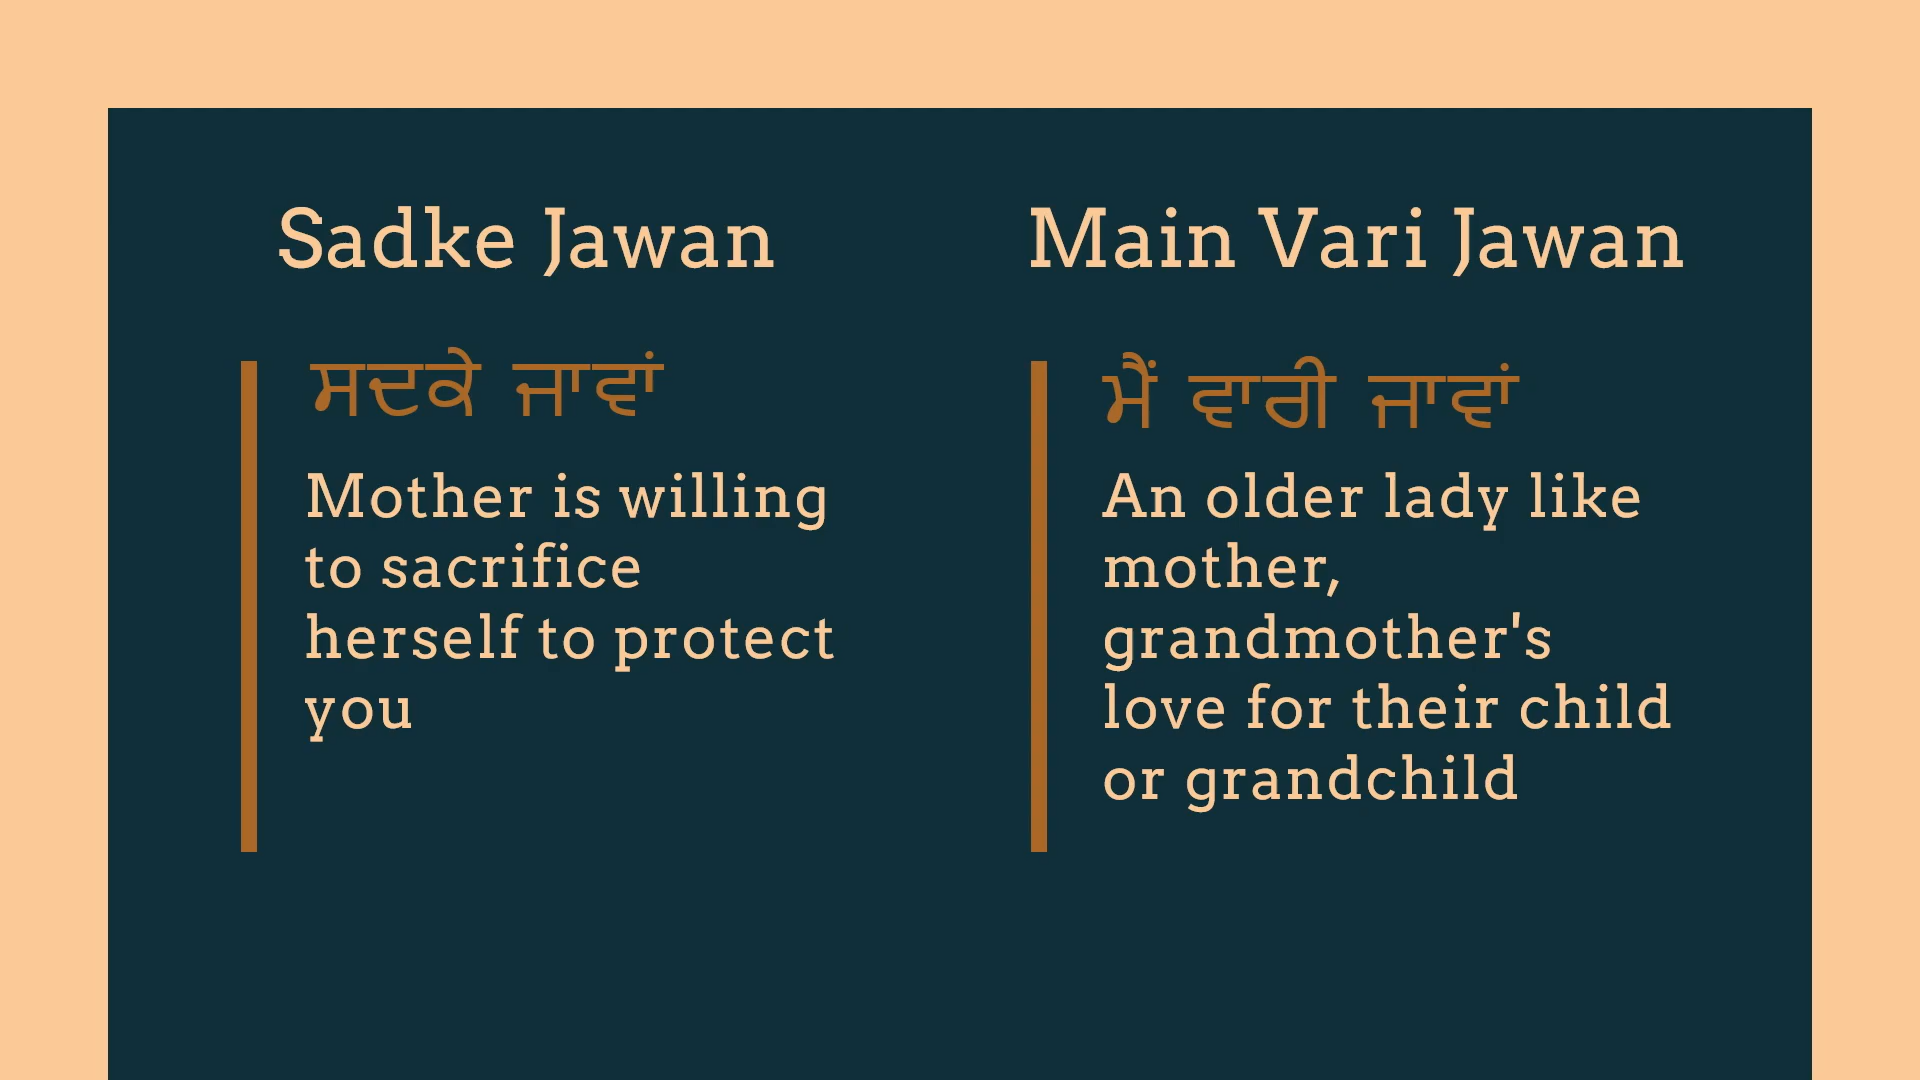 Sadke Jawan
ਸਦਕੇ ਜਾਵਾਂ
Mother is willing
to sacrifice
herself to protect
you
Main Vari Jawan
ਮੈਂ ਵਾਰੀ ਜਾਵਾਂ
An older lady like
mother,
grandmother's
love for their child
or grandchild